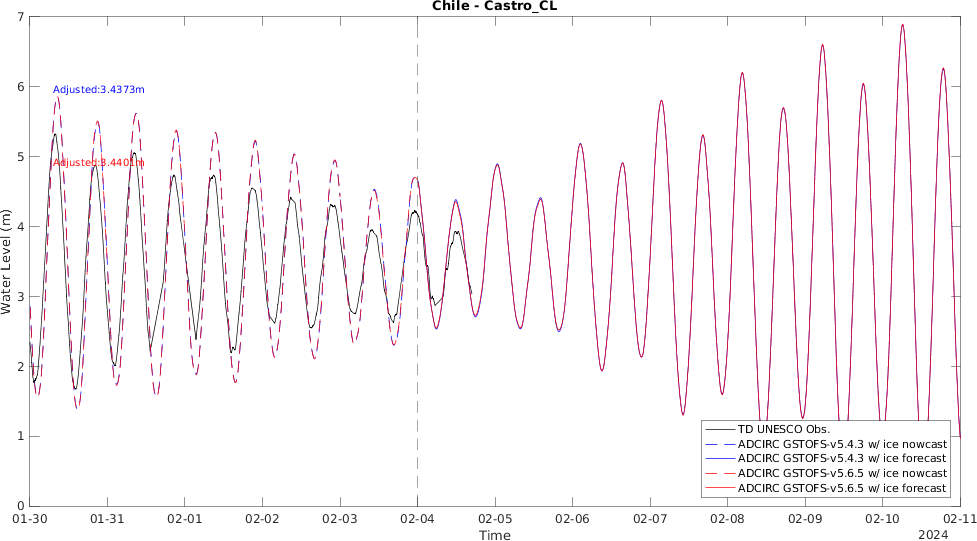 Chile - Castro_CL
7
6
5
4
3
2
1
0
Water Level (m)
Adjusted:3.4373m
Adjusted:3.4401m
TD UNESCO Obs.
ADCIRC GSTOFS-v5.4.3 w/ ice nowcast
ADCIRC GSTOFS-v5.4.3 w/ ice forecast
ADCIRC GSTOFS-v5.6.5 w/ ice nowcast
ADCIRC GSTOFS-v5.6.5 w/ ice forecast
01-30 01-31 02-01 02-02 02-03 02-04 02-05 02-06 02-07 02-08 02-09 02-10 02-11
Time
2024